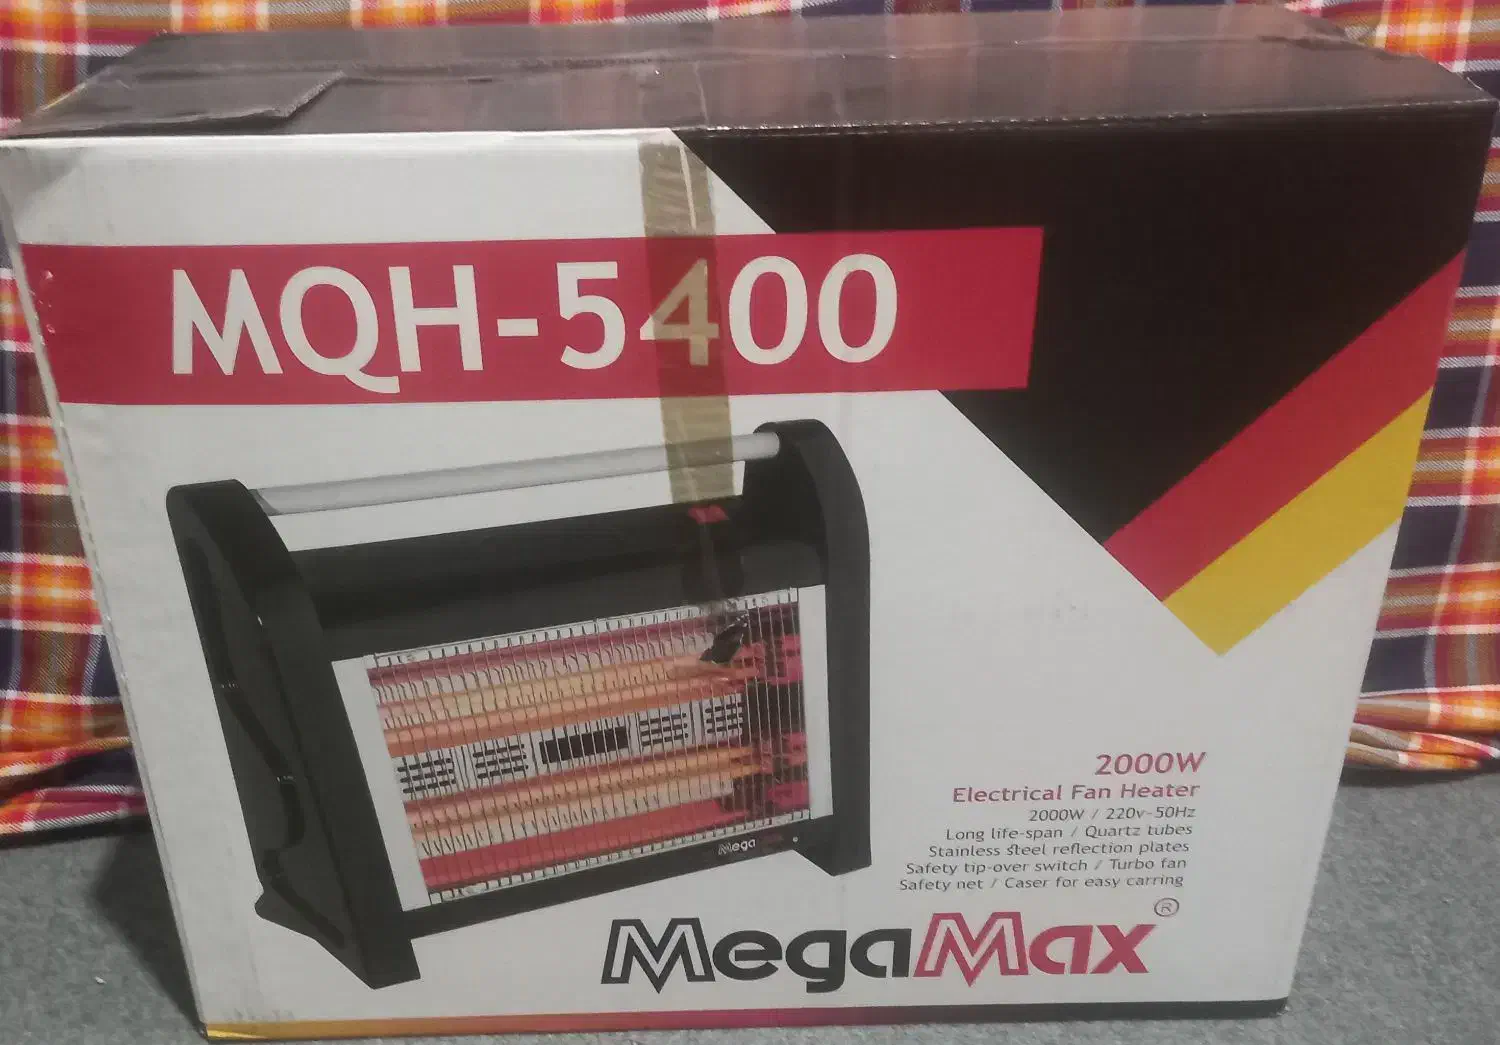 MQH-5400
2000W
Electrical Fan Heater
2000W / 220v-50Hz
Long life-span / Quartz tubes
Stainless steel reflection plates
Safety tip-over switch / Turbo fan
Safety net / Caser for easy carring
Mega
MegaMax ®